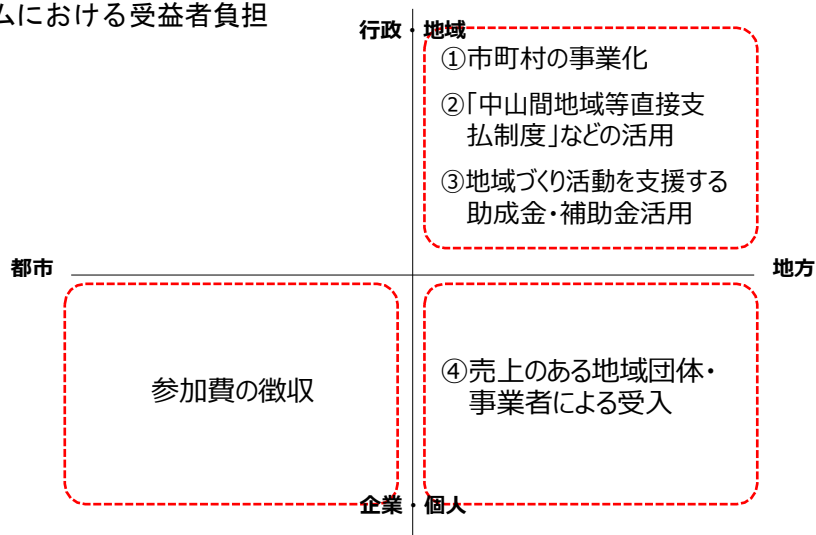 ムにおける受益者負担
行政・地域
①市町村の事業化
②「中山間地域等直接支
払制度」などの活用
③地域づくり活動を支援する
助成金・補助金活用
都市
地方
参加費の徴収
④売上のある地域団体・
事業者による受入
企業・個人